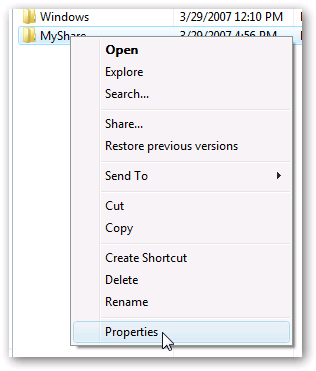 Windows 3/29/2007 12:10 PM
MyShare 3/29/2007 4:56 PM
Open
Explore
Search...
Share...
Restore previous versions
Send To
Cut
Copy
Create Shortcut
Delete
Rename
Properties